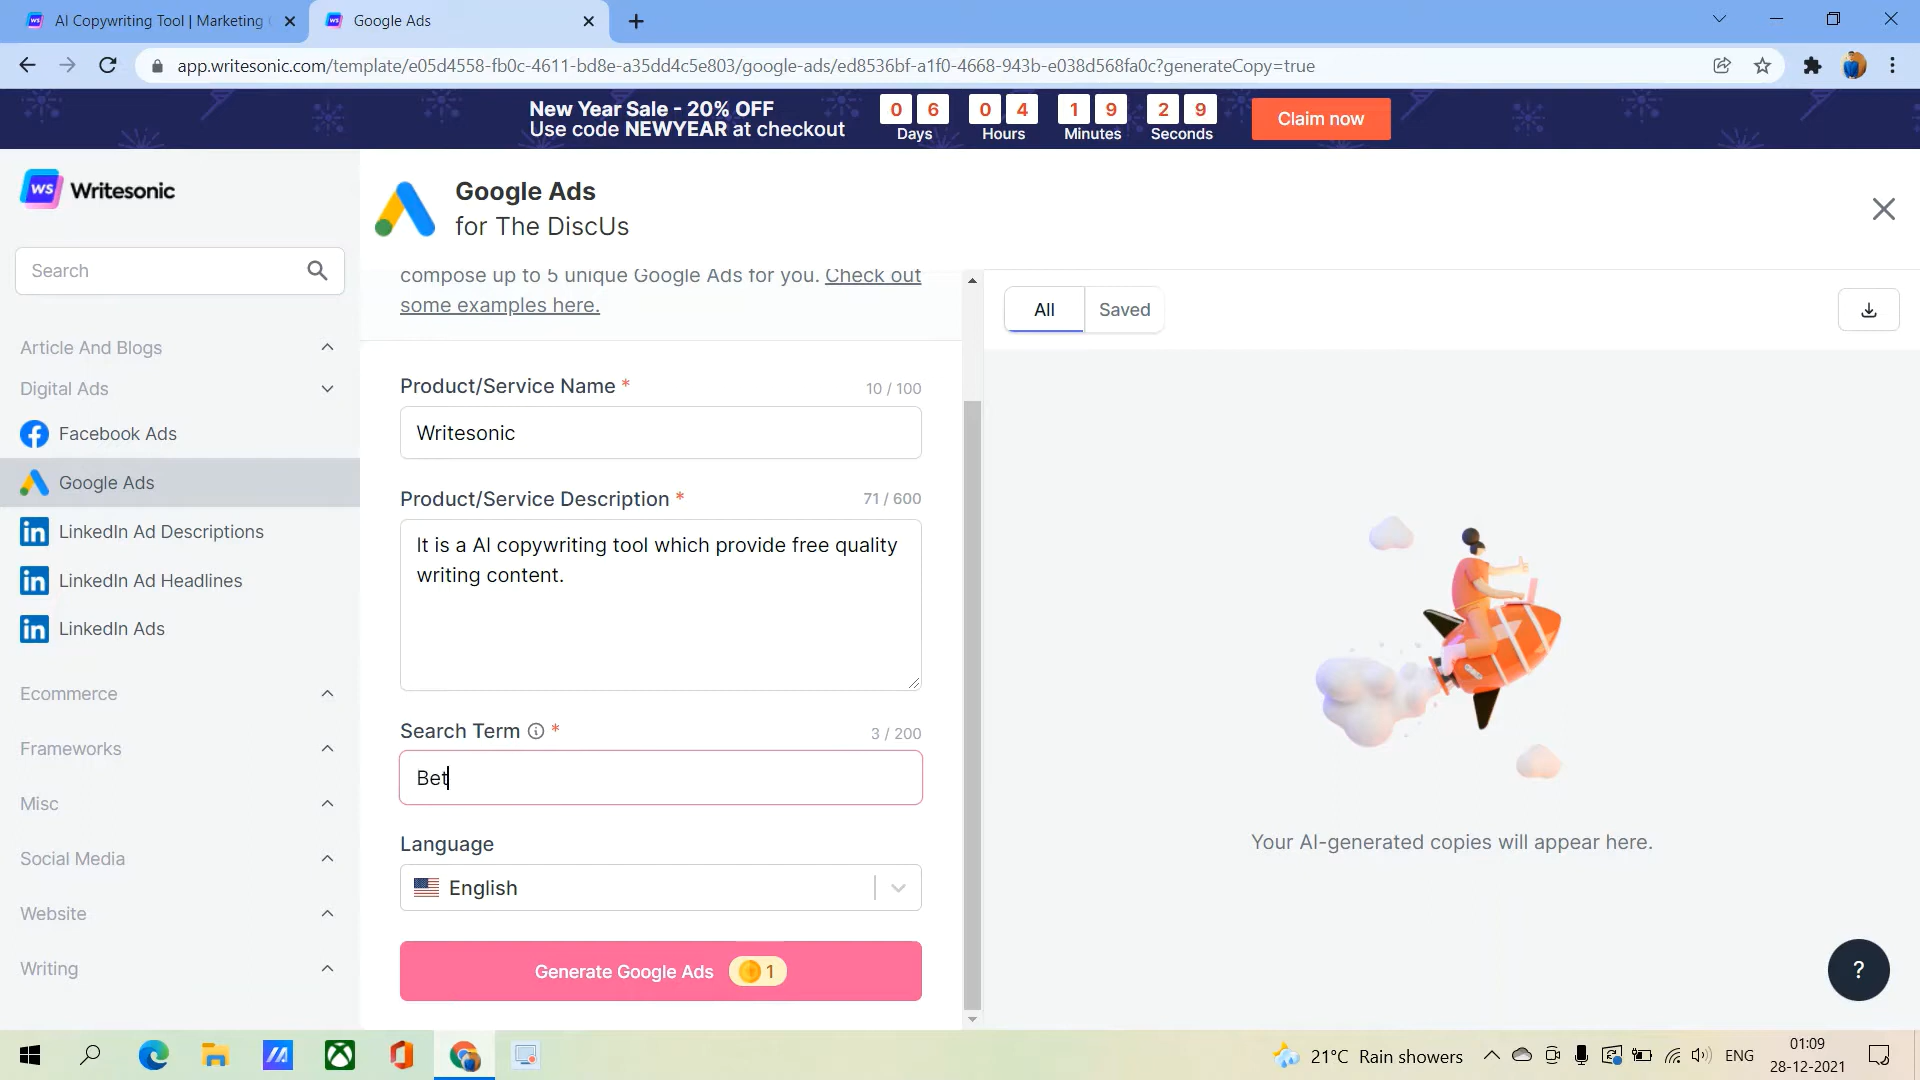 AI Copywriting Tool | Marketing
Google Ads
app.writesonic.com/template/e05d4558-fb0c-4611-bd8e-a35dd4c5e803/google-ads/ed8536bf-a1f0-4668-943b-e038d568fa0c?generateCopy=true
New Year Sale - 20% OFF
Use code NEWYEAR at checkout
0 6 0 4 1 9 2 9
Days Hours Minutes Seconds
Claim now
WS Writesonic
Google Ads
for The DiscUs
Search
compose up to 5 unique Google Ads for you. Check out
some examples here.
All Saved
Article And Blogs
Digital Ads
Facebook Ads
Google Ads
LinkedIn Ad Descriptions
LinkedIn Ad Headlines
LinkedIn Ads
Ecommerce
Frameworks
Misc
Social Media
Website
Writing
Product/Service Name * 10 / 100
Writesonic
Product/Service Description * 71 / 600
It is a AI copywriting tool which provide free quality
writing content.
Search Term * 3 / 200
Bet
Language
English
Generate Google Ads 1
Your AI-generated copies will appear here.
?
21°C Rain showers
ENG
01:09
28-12-2021